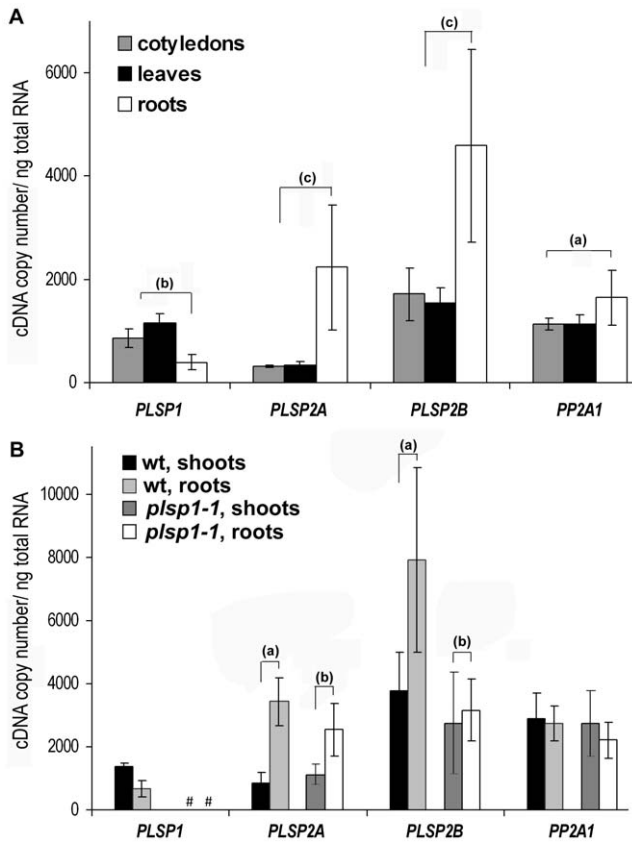 A
cotyledons
leaves
roots
cDNA copy number/ ng total RNA
6000
4000
2000
0
(b)
(c)
(c)
(a)
PLSP1 PLSP2A PLSP2B PP2A1
B
wt, shoots
wt, roots
plsp1-1, shoots
plsp1-1, roots
cDNA copy number/ ng total RNA
10000
8000
6000
4000
2000
0
# #
(a)
(b)
(a)
(b)
PLSP1 PLSP2A PLSP2B PP2A1